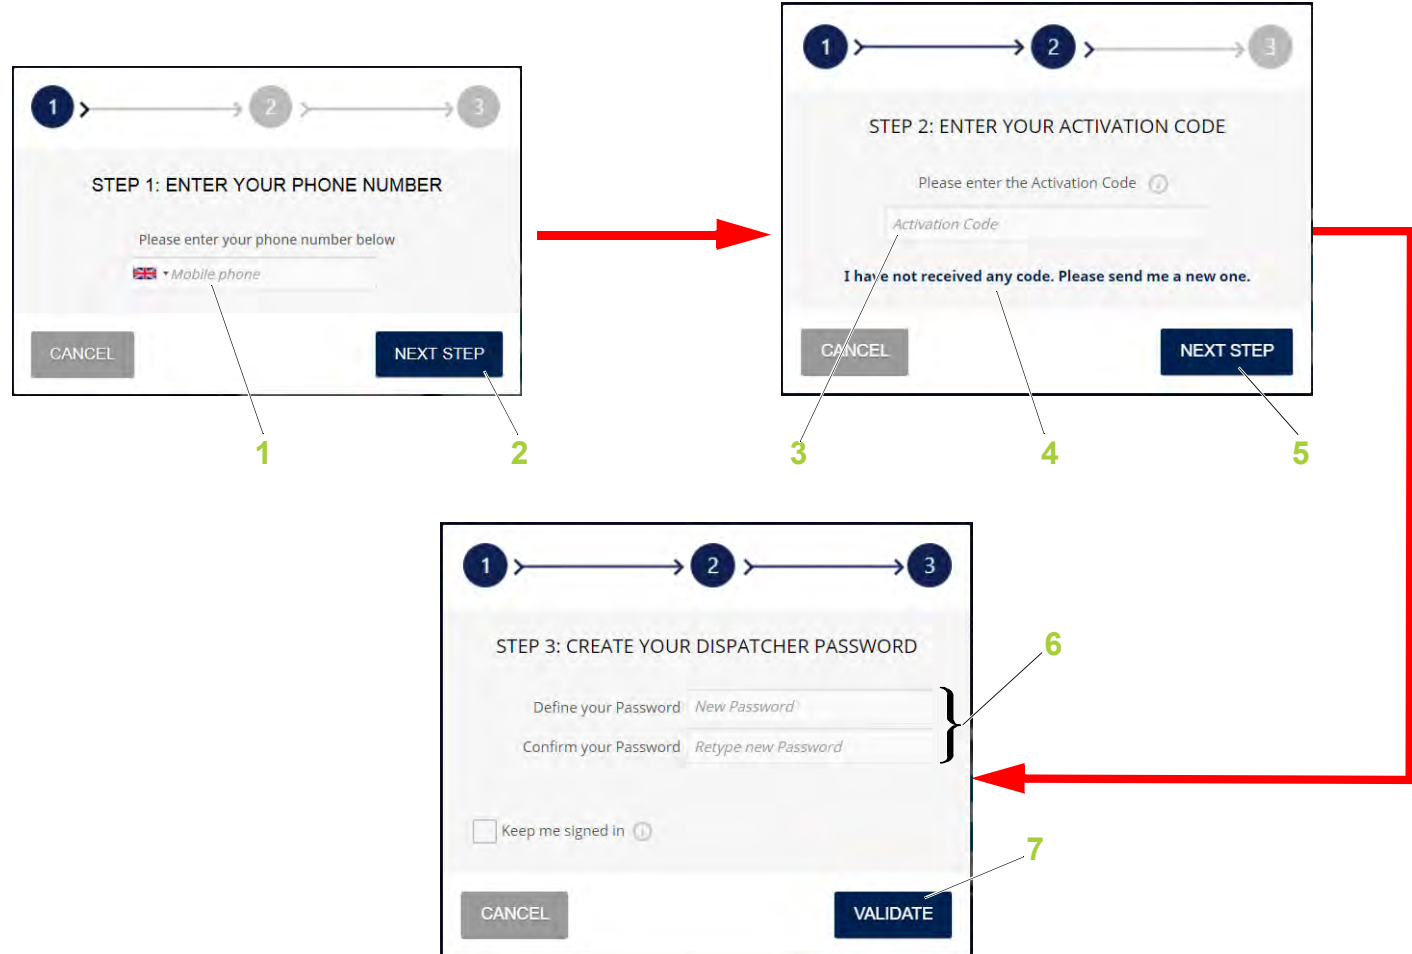 1 2 3
STEP 1: ENTER YOUR PHONE NUMBER
Please enter your phone number below
Mobile phone
CANCEL NEXT STEP
1 2
1 2 3
STEP 2: ENTER YOUR ACTIVATION CODE
Please enter the Activation Code i
Activation Code
I have not received any code. Please send me a new one.
CANCEL NEXT STEP
3 4 5
1 2 3
STEP 3: CREATE YOUR DISPATCHER PASSWORD
6
Define your Password New Password
Confirm your Password Retype new Password
Keep me signed in i
7
CANCEL VALIDATE